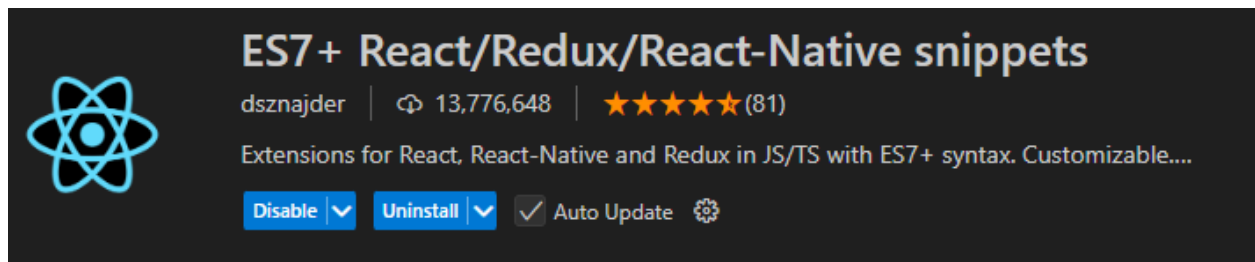 ES7+ React/Redux/React-Native snippets
dsznajder 13,776,648 (81)
Extensions for React, React-Native and Redux in JS/TS with ES7+ syntax. Customizable....
Disable Uninstall Auto Update